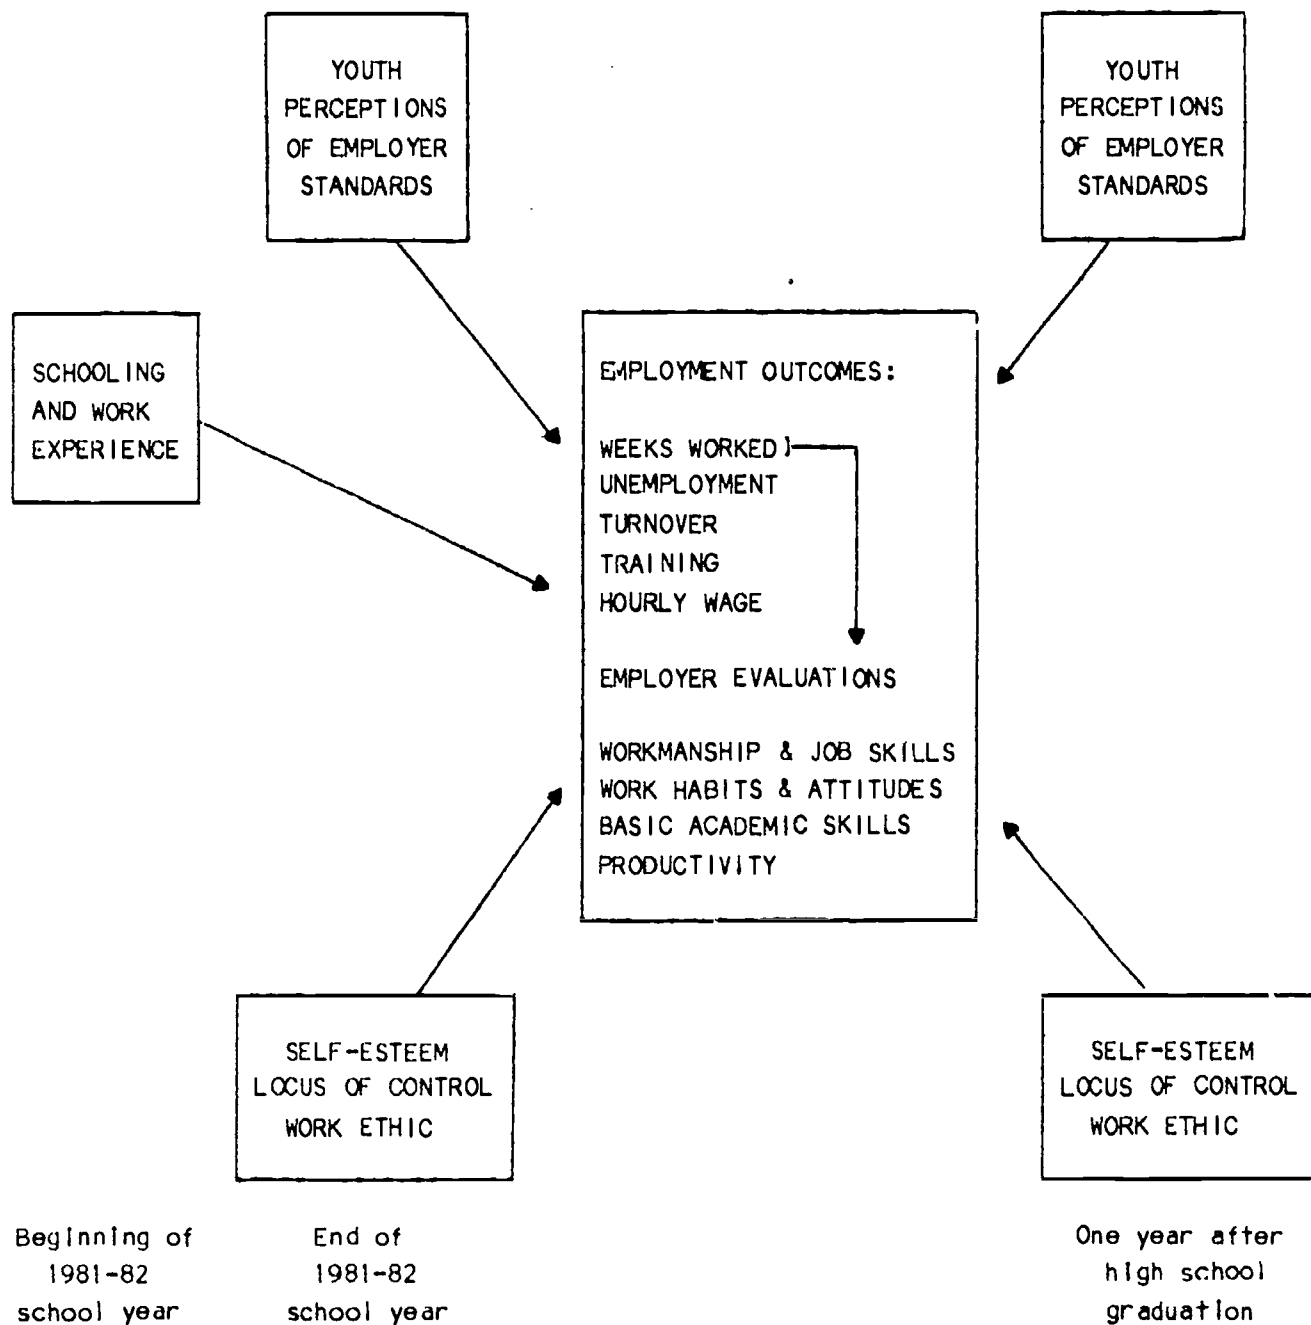 YOUTH
PERCEPTIONS
OF EMPLOYER
STANDARDS
YOUTH
PERCEPTIONS
OF EMPLOYER
STANDARDS
SCHOOLING
AND WORK
EXPERIENCE
EMPLOYMENT OUTCOMES:
WEEKS WORKED
UNEMPLOYMENT
TURNOVER
TRAINING
HOURLY WAGE
EMPLOYER EVALUATIONS
WORKMANSHIP & JOB SKILLS
WORK HABITS & ATTITUDES
BASIC ACADEMIC SKILLS
PRODUCTIVITY
SELF-ESTEEM
LOCUS OF CONTROL
WORK ETHIC
SELF-ESTEEM
LOCUS OF CONTROL
WORK ETHIC
Beginning of
1981-82
school year
End of
1981-82
school year
One year after
high school
graduation